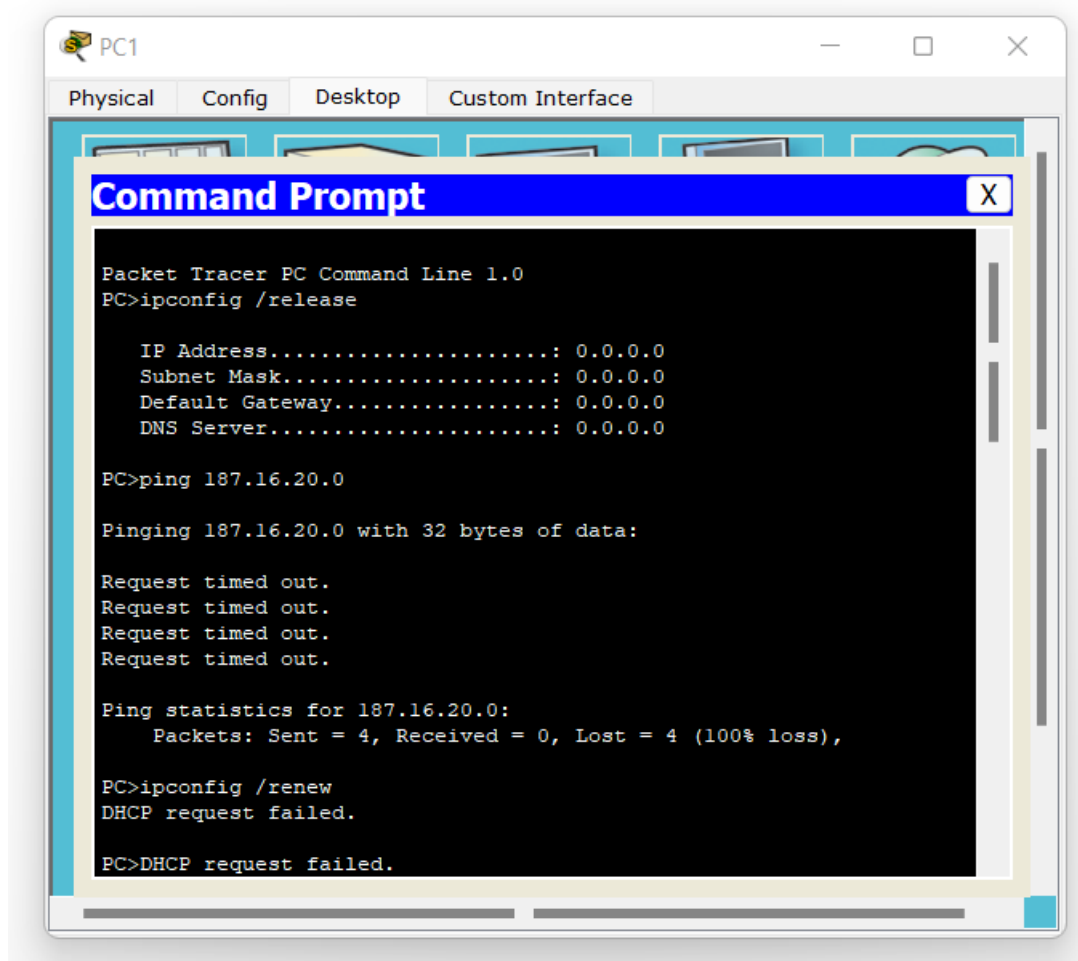 PC1
Physical Config Desktop Custom Interface
Command Prompt
X
Packet Tracer PC Command Line 1.0
PC>ipconfig /release
IP Address......................: 0.0.0.0
Subnet Mask.....................: 0.0.0.0
Default Gateway.................: 0.0.0.0
DNS Server......................: 0.0.0.0
PC>ping 187.16.20.0
Pinging 187.16.20.0 with 32 bytes of data:
Request timed out.
Request timed out.
Request timed out.
Request timed out.
Ping statistics for 187.16.20.0:
Packets: Sent = 4, Received = 0, Lost = 4 (100% loss),
PC>ipconfig /renew
DHCP request failed.
PC>DHCP request failed.